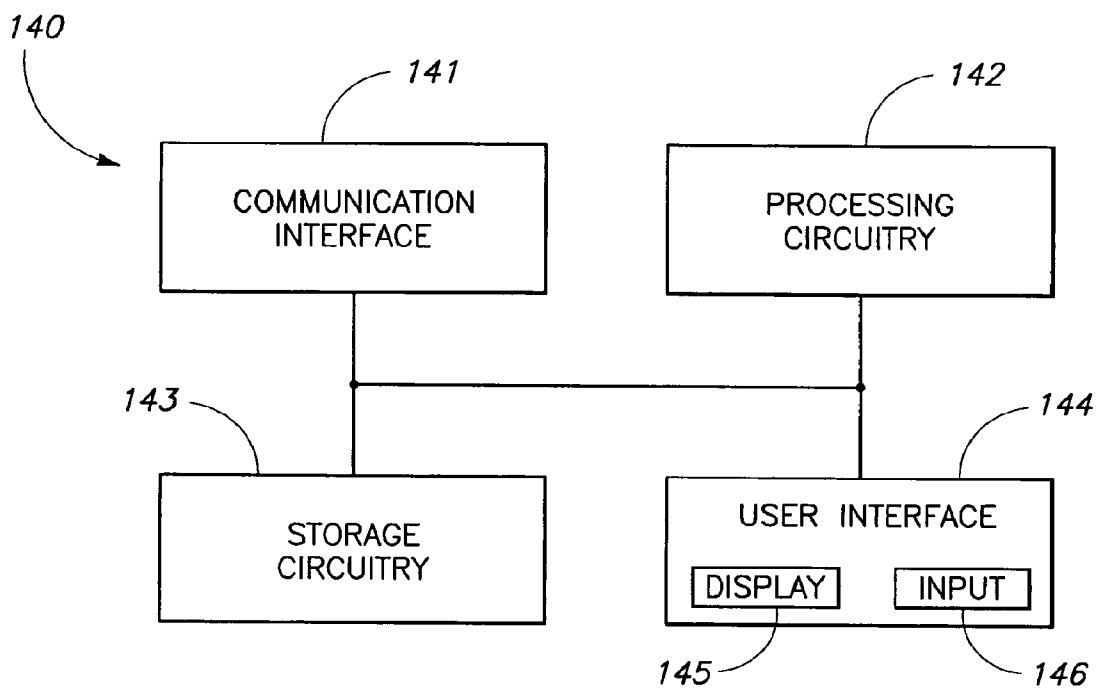 140
141
142
COMMUNICATION
INTERFACE
PROCESSING
CIRCUITRY
143
144
STORAGE
CIRCUITRY
USER INTERFACE
DISPLAY
INPUT
145
146